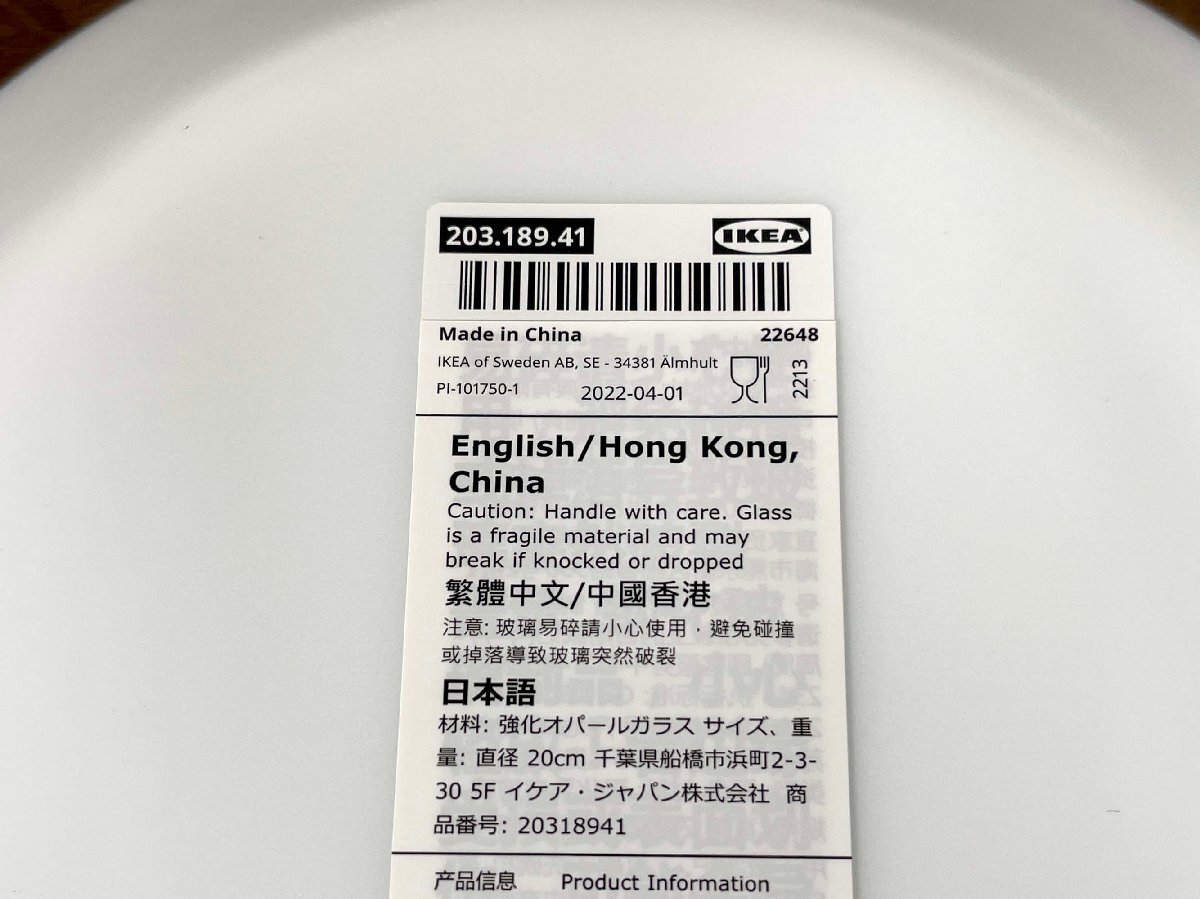 203.189.41 IKEA
Made in China 22648
IKEA of Sweden AB, SE - 34381 Älmhult
PI-101750-1 2022-04-01 2213
English/Hong Kong,
China
Caution: Handle with care. Glass
is a fragile material and may
break if knocked or dropped
繁體中文/中國香港
注意: 玻璃易碎請小心使用，避免碰撞
或掉落導致玻璃突然破裂
日本語
材料: 強化オパールガラス サイズ、重
量: 直径 20cm 千葉県船橋市浜町2-3-
30 5F イケア・ジャパン株式会社 商
品番号: 20318941
产品信息 Product Information